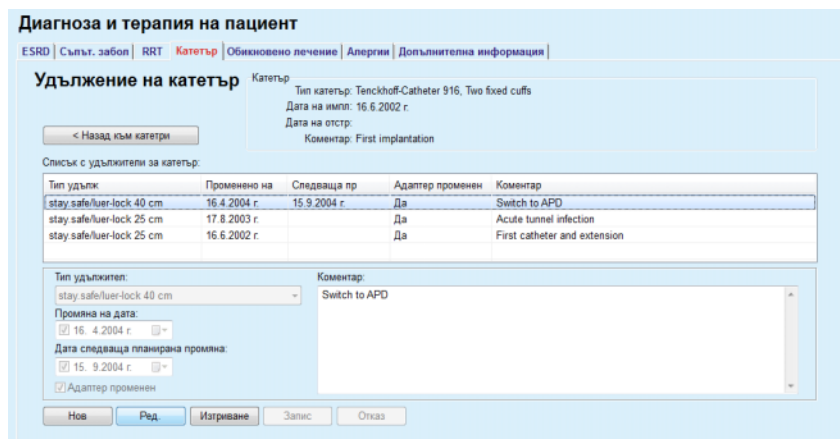 Диагноза и терапия на пациент
ESRD Съпът. забол RRT Катетър Обикновено лечение Алергии Допълнителна информация
Удължение на катетър
Катетър
Тип катетър: Tenckhoff-Catheter 916, Two fixed cuffs
Дата на импл: 16.6.2002 г.
Дата на отстр:
Коментар: First implantation
< Назад към катетри
Списък с удължители за катетър:
Тип удълж Променено на Следваща пр Адаптер променен Коментар
stay.safe/luer-lock 40 cm 16.4.2004 г. 15.9.2004 г. Да Switch to APD
stay.safe/luer-lock 25 cm 17.8.2003 г. Да Acute tunnel infection
stay.safe/luer-lock 25 cm 16.6.2002 г. Да First catheter and extension
Тип удължител: Коментар:
stay.safe/luer-lock 40 cm Switch to APD
Промяна на дата:
16. 4.2004 г.
Дата следваща планирана промяна:
15. 9.2004 г.
Адаптер променен
Нов Ред. Изтриване Запис Отказ